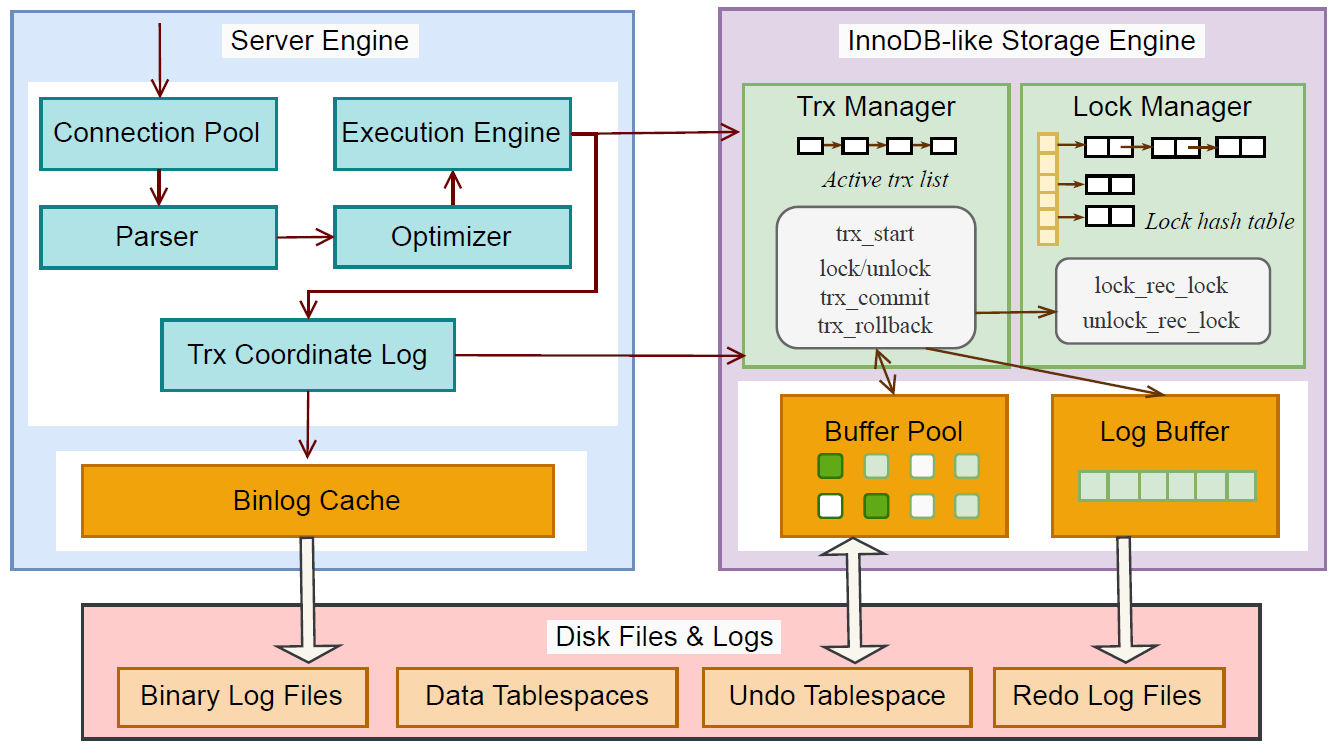 Server Engine
Connection Pool
Execution Engine
Parser
Optimizer
Trx Coordinate Log
Binlog Cache
InnoDB-like Storage Engine
Trx Manager
Active trx list
trx_start
lock/unlock
trx_commit
trx_rollback
Lock Manager
Lock hash table
lock_rec_lock
unlock_rec_lock
Buffer Pool
Log Buffer
Disk Files & Logs
Binary Log Files
Data Tablespaces
Undo Tablespace
Redo Log Files